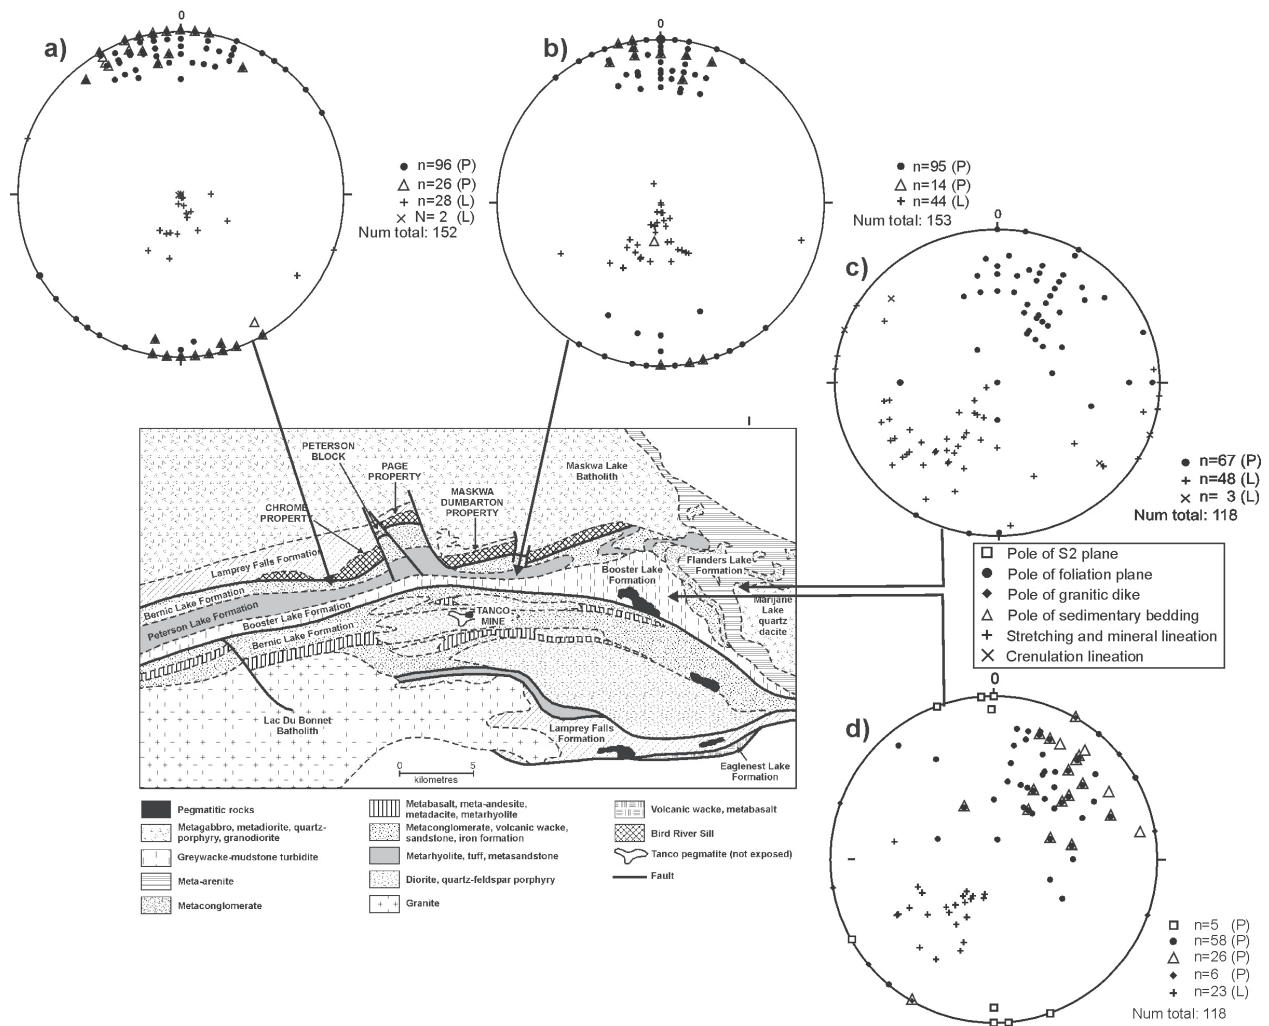 a)
0
n=96 (P)
n=26 (P)
n=28 (L)
N= 2 (L)
Num total: 152
b)
0
n=95 (P)
n=14 (P)
n=44 (L)
Num total: 153
c)
0
n=67 (P)
n=48 (L)
n= 3 (L)
Num total: 118
Pole of S2 plane
Pole of foliation plane
Pole of granitic dike
Pole of sedimentary bedding
Stretching and mineral lineation
Crenulation lineation
PETERSON
BLOCK
PAGE
PROPERTY
MASKWA
DUMBARTON
PROPERTY
CHROME
PROPERTY
Maskwa Lake
Batholith
Lamprey Falls Formation
Bernic Lake Formation
Peterson Lake Formation
Booster Lake Formation
Bernic Lake Formation
Booster Lake
Formation
Flanders Lake
Formation
Marijane
Lake
quartz
dacite
TANCO
MINE
Lac Du Bonnet
Batholith
Lamprey Falls
Formation
Eaglenest Lake
Formation
0 5
kilometres
d)
0
n=5 (P)
n=58 (P)
n=26 (P)
n=6 (P)
n=23 (L)
Num total: 118
Pegmatitic rocks
Metagabbro, metadiorite, quartz-
porphyry, granodiorite
Greywacke-mudstone turbidite
Meta-arenite
Metaconglomerate
Metabasalt, meta-andesite,
metadacite, metarhyolite
Metaconglomerate, volcanic wacke,
sandstone, iron formation
Metarhyolite, tuff, metasandstone
Diorite, quartz-feldspar porphyry
Granite
Volcanic wacke, metabasalt
Bird River Sill
Tanco pegmatite (not exposed)
Fault